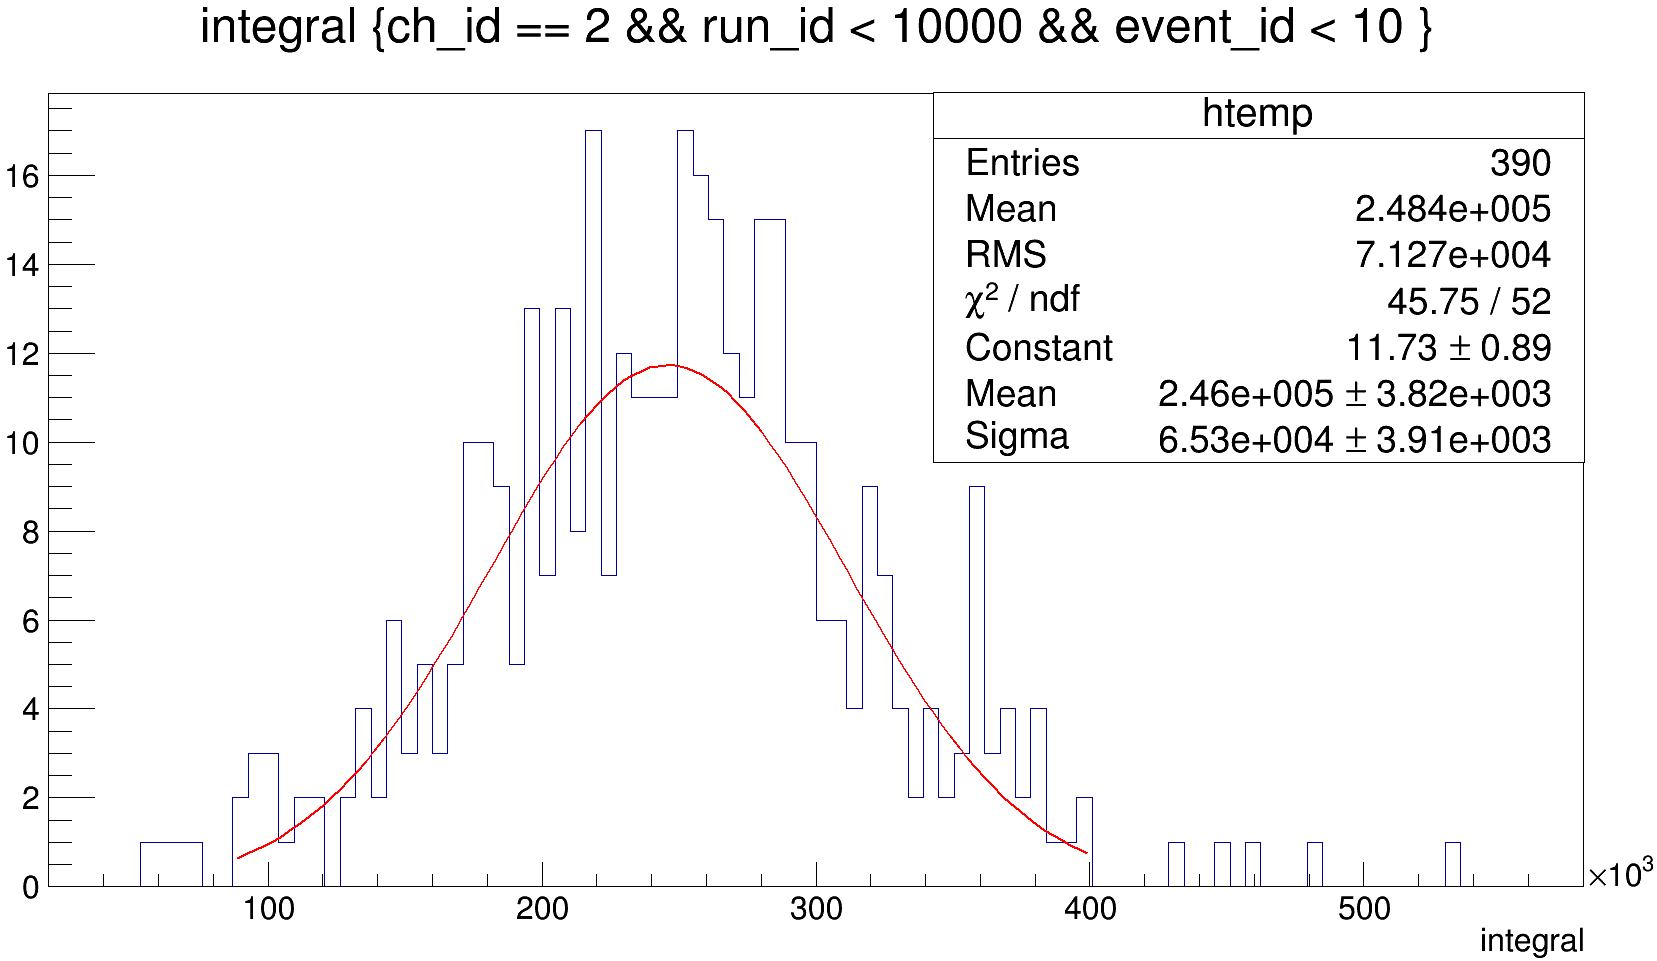 integral {ch_id == 2 && run_id < 10000 && event_id < 10 }
htemp
Entries 390
Mean 2.484e+005
RMS 7.127e+004
χ² / ndf 45.75 / 52
Constant 11.73 ± 0.89
Mean 2.46e+005 ± 3.82e+003
Sigma 6.53e+004 ± 3.91e+003
16
14
12
10
8
6
4
2
0
100 200 300 400 500
×10³
integral